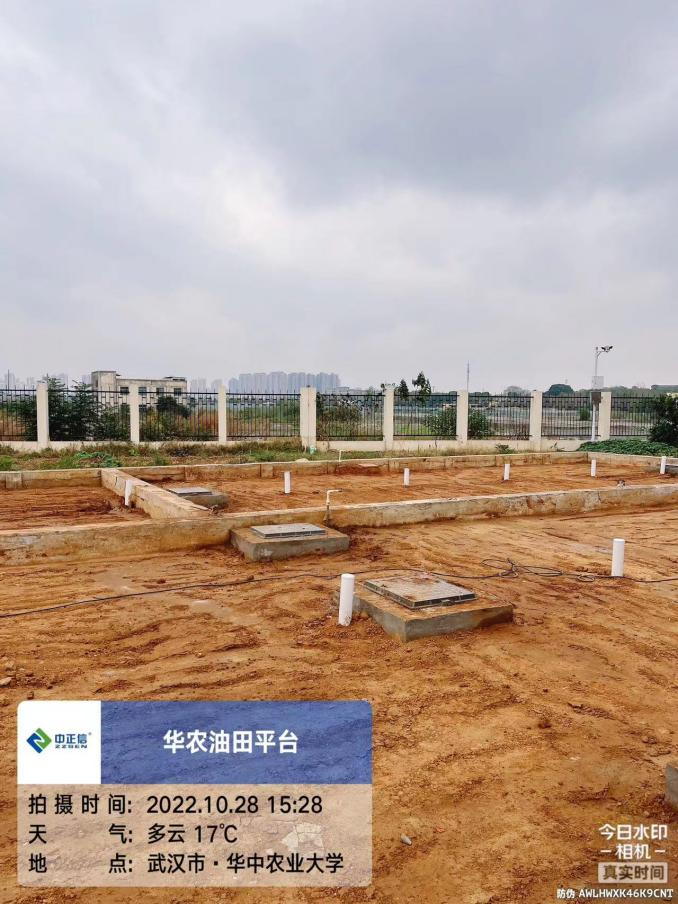 中正信®
ZZSEN
华农油田平台
拍摄时间: 2022.10.28 15:28
天 气: 多云 17℃
地 点: 武汉市·华中农业大学
今日水印
-相机-
真实时间
防伪 AWLHWXK46K9CNT